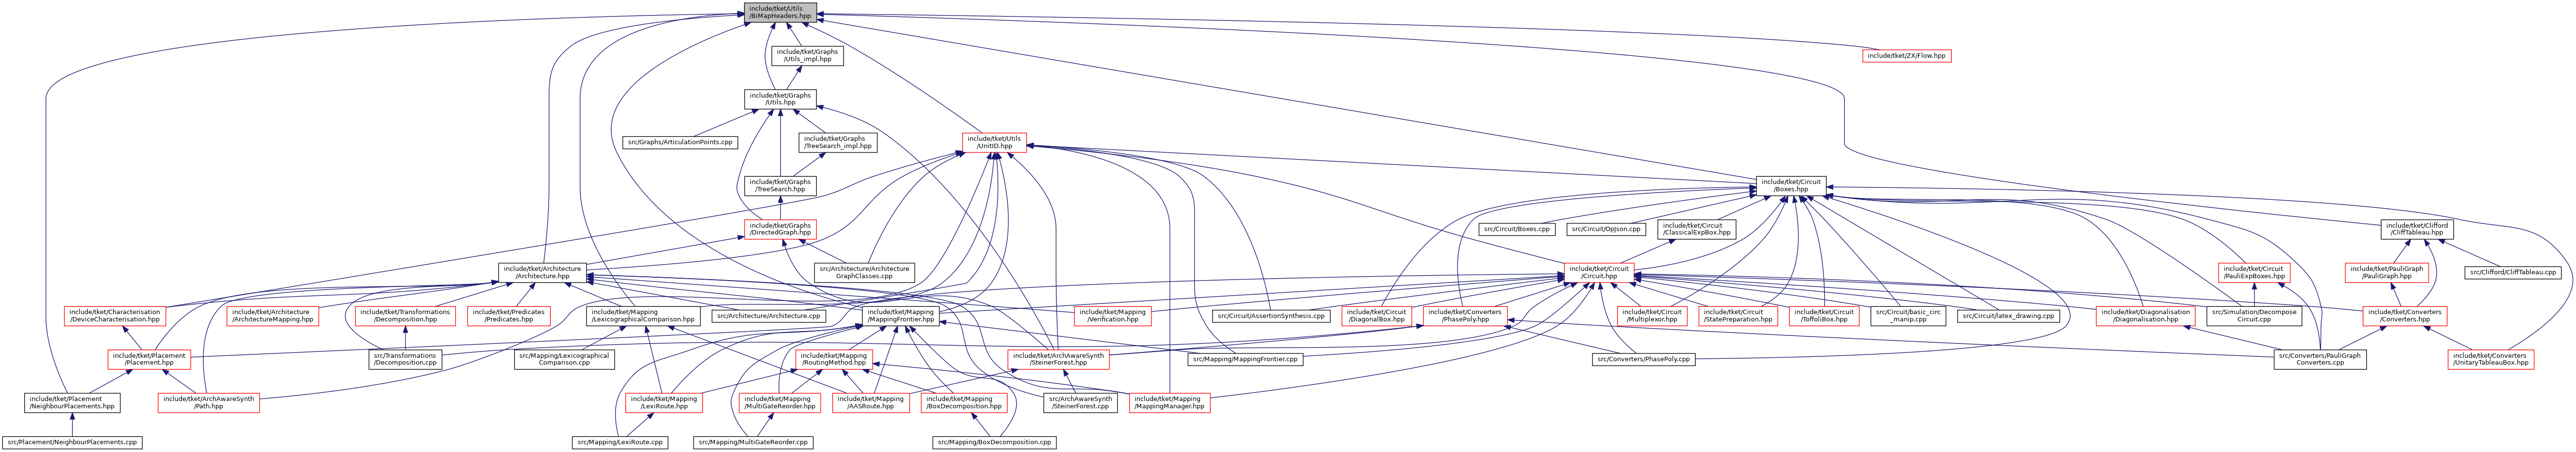 include/tket/Utils
/BiMapHeaders.hpp
include/tket/Graphs
/Utils_impl.hpp
include/tket/ZX/Flow.hpp
include/tket/Graphs
/Utils.hpp
src/Graphs/ArticulationPoints.cpp
include/tket/Graphs
/TreeSearch_impl.hpp
include/tket/Utils
/UnitID.hpp
include/tket/Graphs
/TreeSearch.hpp
include/tket/Circuit
/Boxes.hpp
include/tket/Graphs
/DirectedGraph.hpp
src/Circuit/Boxes.cpp
src/Circuit/OpJson.cpp
include/tket/Circuit
/ClassicalExpBox.hpp
include/tket/Clifford
/CliffTableau.hpp
include/tket/Architecture
/Architecture.hpp
src/Architecture/Architecture
GraphClasses.cpp
include/tket/Circuit
/Circuit.hpp
include/tket/Circuit
/PauliExpBoxes.hpp
include/tket/PauliGraph
/PauliGraph.hpp
src/Clifford/CliffTableau.cpp
include/tket/Characterisation
/DeviceCharacterisation.hpp
include/tket/Architecture
/ArchitectureMapping.hpp
include/tket/Transformations
/Decomposition.hpp
include/tket/Predicates
/Predicates.hpp
include/tket/Mapping
/LexicographicalComparison.hpp
src/Architecture/Architecture.cpp
include/tket/Mapping
/MappingFrontier.hpp
include/tket/Mapping
/Verification.hpp
src/Circuit/AssertionSynthesis.cpp
include/tket/Circuit
/DiagonalBox.hpp
include/tket/Converters
/PhasePoly.hpp
include/tket/Circuit
/Multiplexor.hpp
include/tket/Circuit
/StatePreparation.hpp
include/tket/Circuit
/ToffoliBox.hpp
src/Circuit/basic_circ
_manip.cpp
src/Circuit/latex_drawing.cpp
include/tket/Diagonalisation
/Diagonalisation.hpp
src/Simulation/Decompose
Circuit.cpp
include/tket/Converters
/Converters.hpp
include/tket/Placement
/Placement.hpp
src/Transformations
/Decomposition.cpp
src/Mapping/Lexicographical
Comparison.cpp
include/tket/Mapping
/RoutingMethod.hpp
include/tket/ArchAwareSynth
/SteinerForest.hpp
src/Mapping/MappingFrontier.cpp
src/Converters/PhasePoly.cpp
src/Converters/PauliGraph
Converters.cpp
include/tket/Converters
/UnitaryTableauBox.hpp
include/tket/Placement
/NeighbourPlacements.hpp
include/tket/ArchAwareSynth
/Path.hpp
include/tket/Mapping
/LexiRoute.hpp
include/tket/Mapping
/MultiGateReorder.hpp
include/tket/Mapping
/AASRoute.hpp
include/tket/Mapping
/BoxDecomposition.hpp
src/ArchAwareSynth
/SteinerForest.cpp
include/tket/Mapping
/MappingManager.hpp
src/Placement/NeighbourPlacements.cpp
src/Mapping/LexiRoute.cpp
src/Mapping/MultiGateReorder.cpp
src/Mapping/BoxDecomposition.cpp